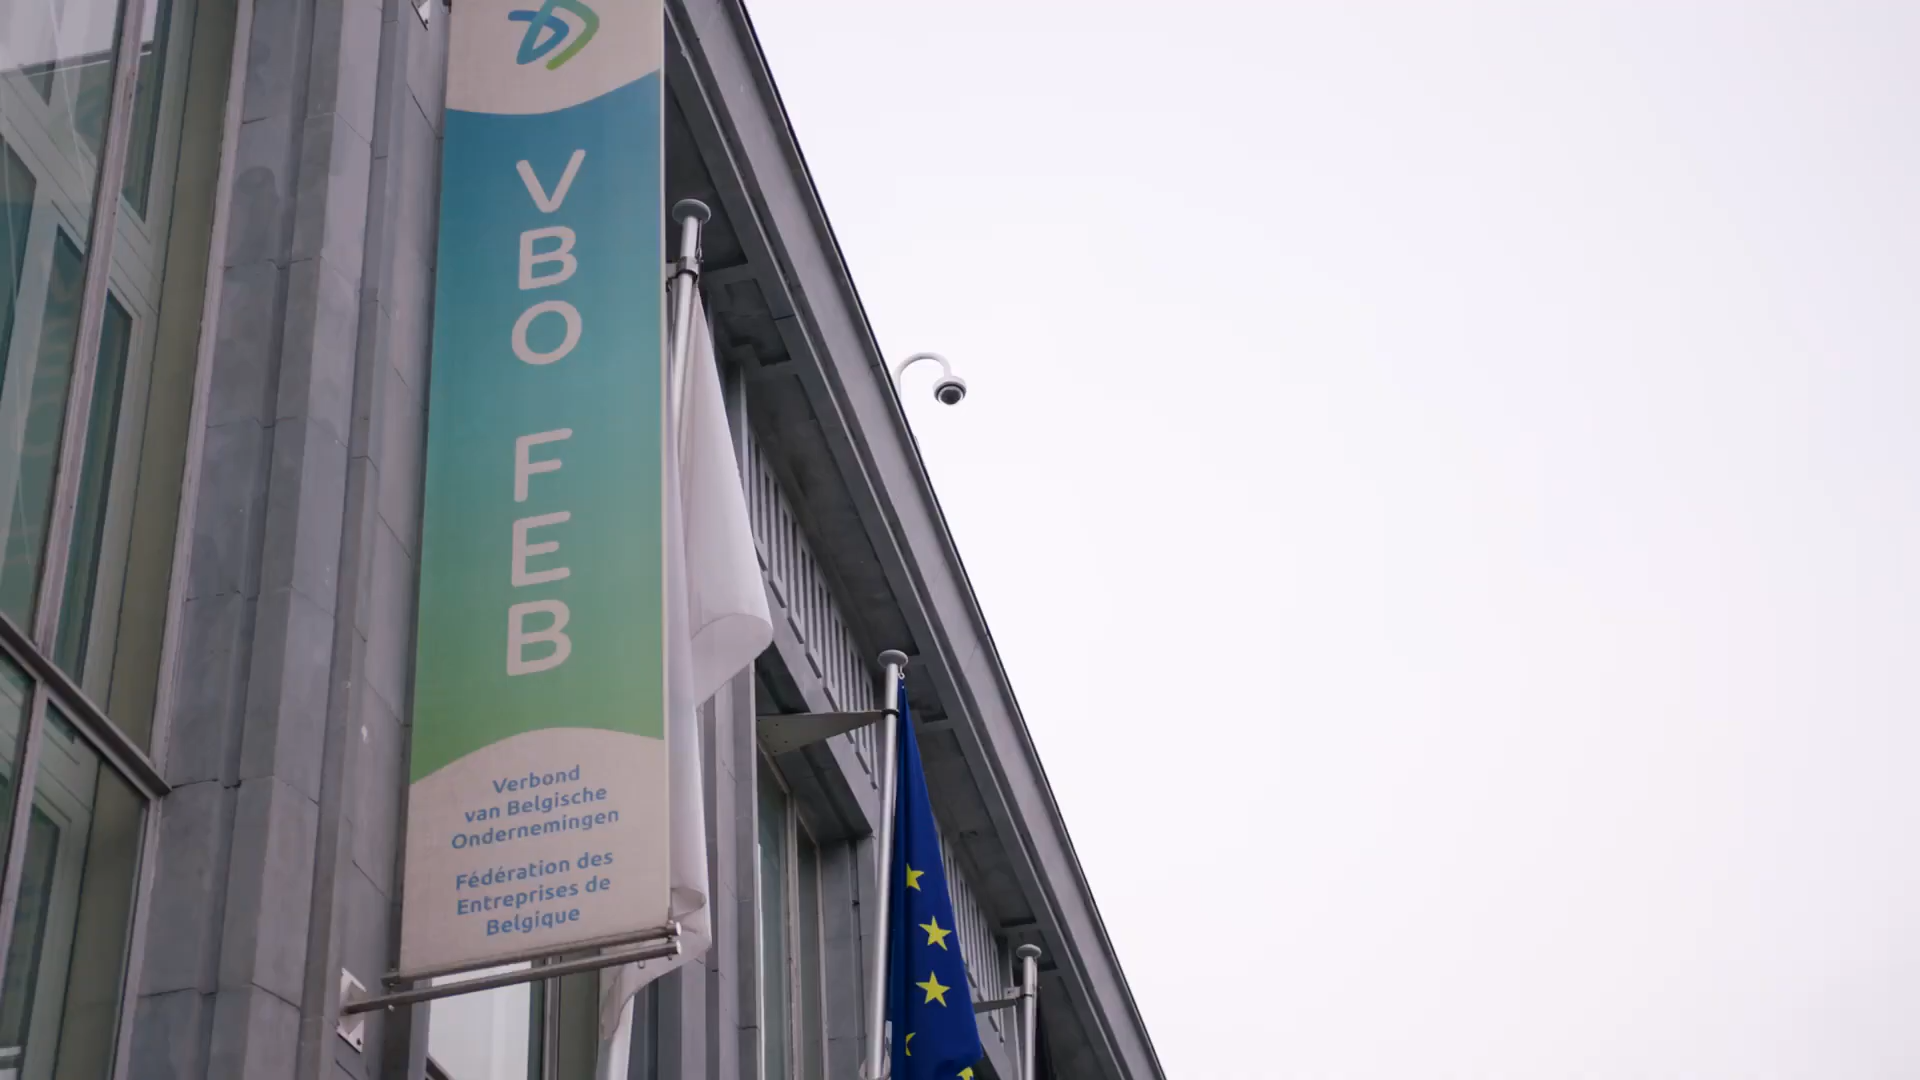 VBO FEB
Verbond
van Belgische
Ondernemingen
Fédération des
Entreprises de
Belgique